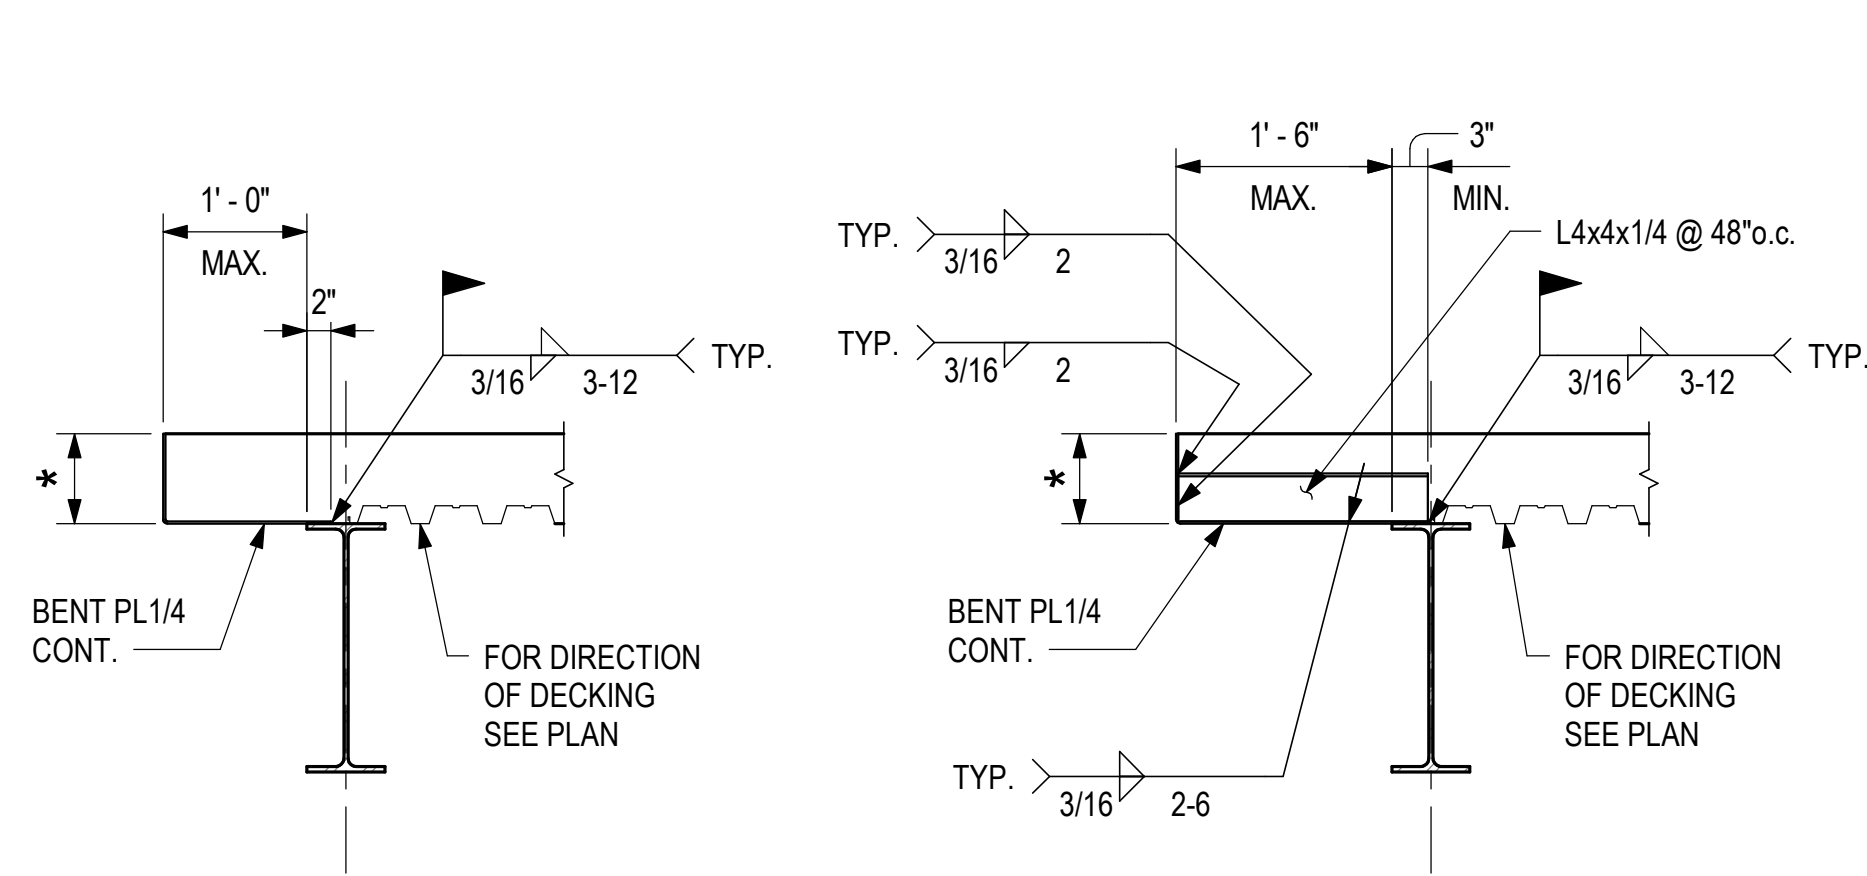 1' - 0"
MAX.
2"
3/16
3-12
TYP.
*
BENT PL1/4
CONT.
FOR DIRECTION
OF DECKING
SEE PLAN
1' - 6"
MAX.
3"
MIN.
TYP.
3/16
2
L4x4x1/4 @ 48"o.c.
TYP.
3/16
2
3/16
3-12
TYP.
*
BENT PL1/4
CONT.
FOR DIRECTION
OF DECKING
SEE PLAN
TYP.
3/16
2-6